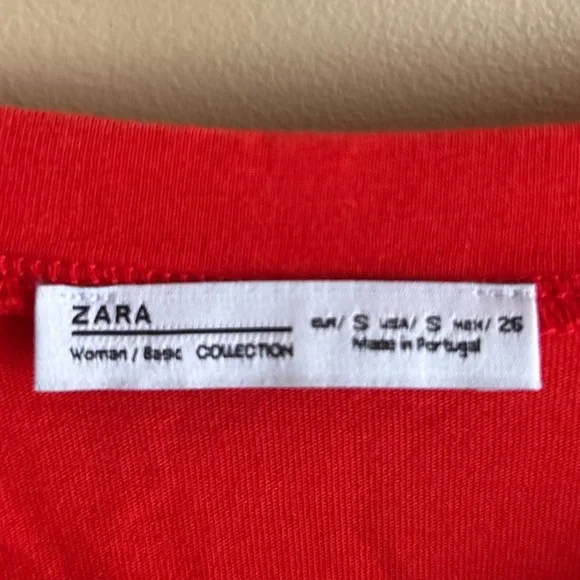 ZARA
Woman / Basic COLLECTION
EUR/ S USA/ S MEX/ 26
Made in Portugal